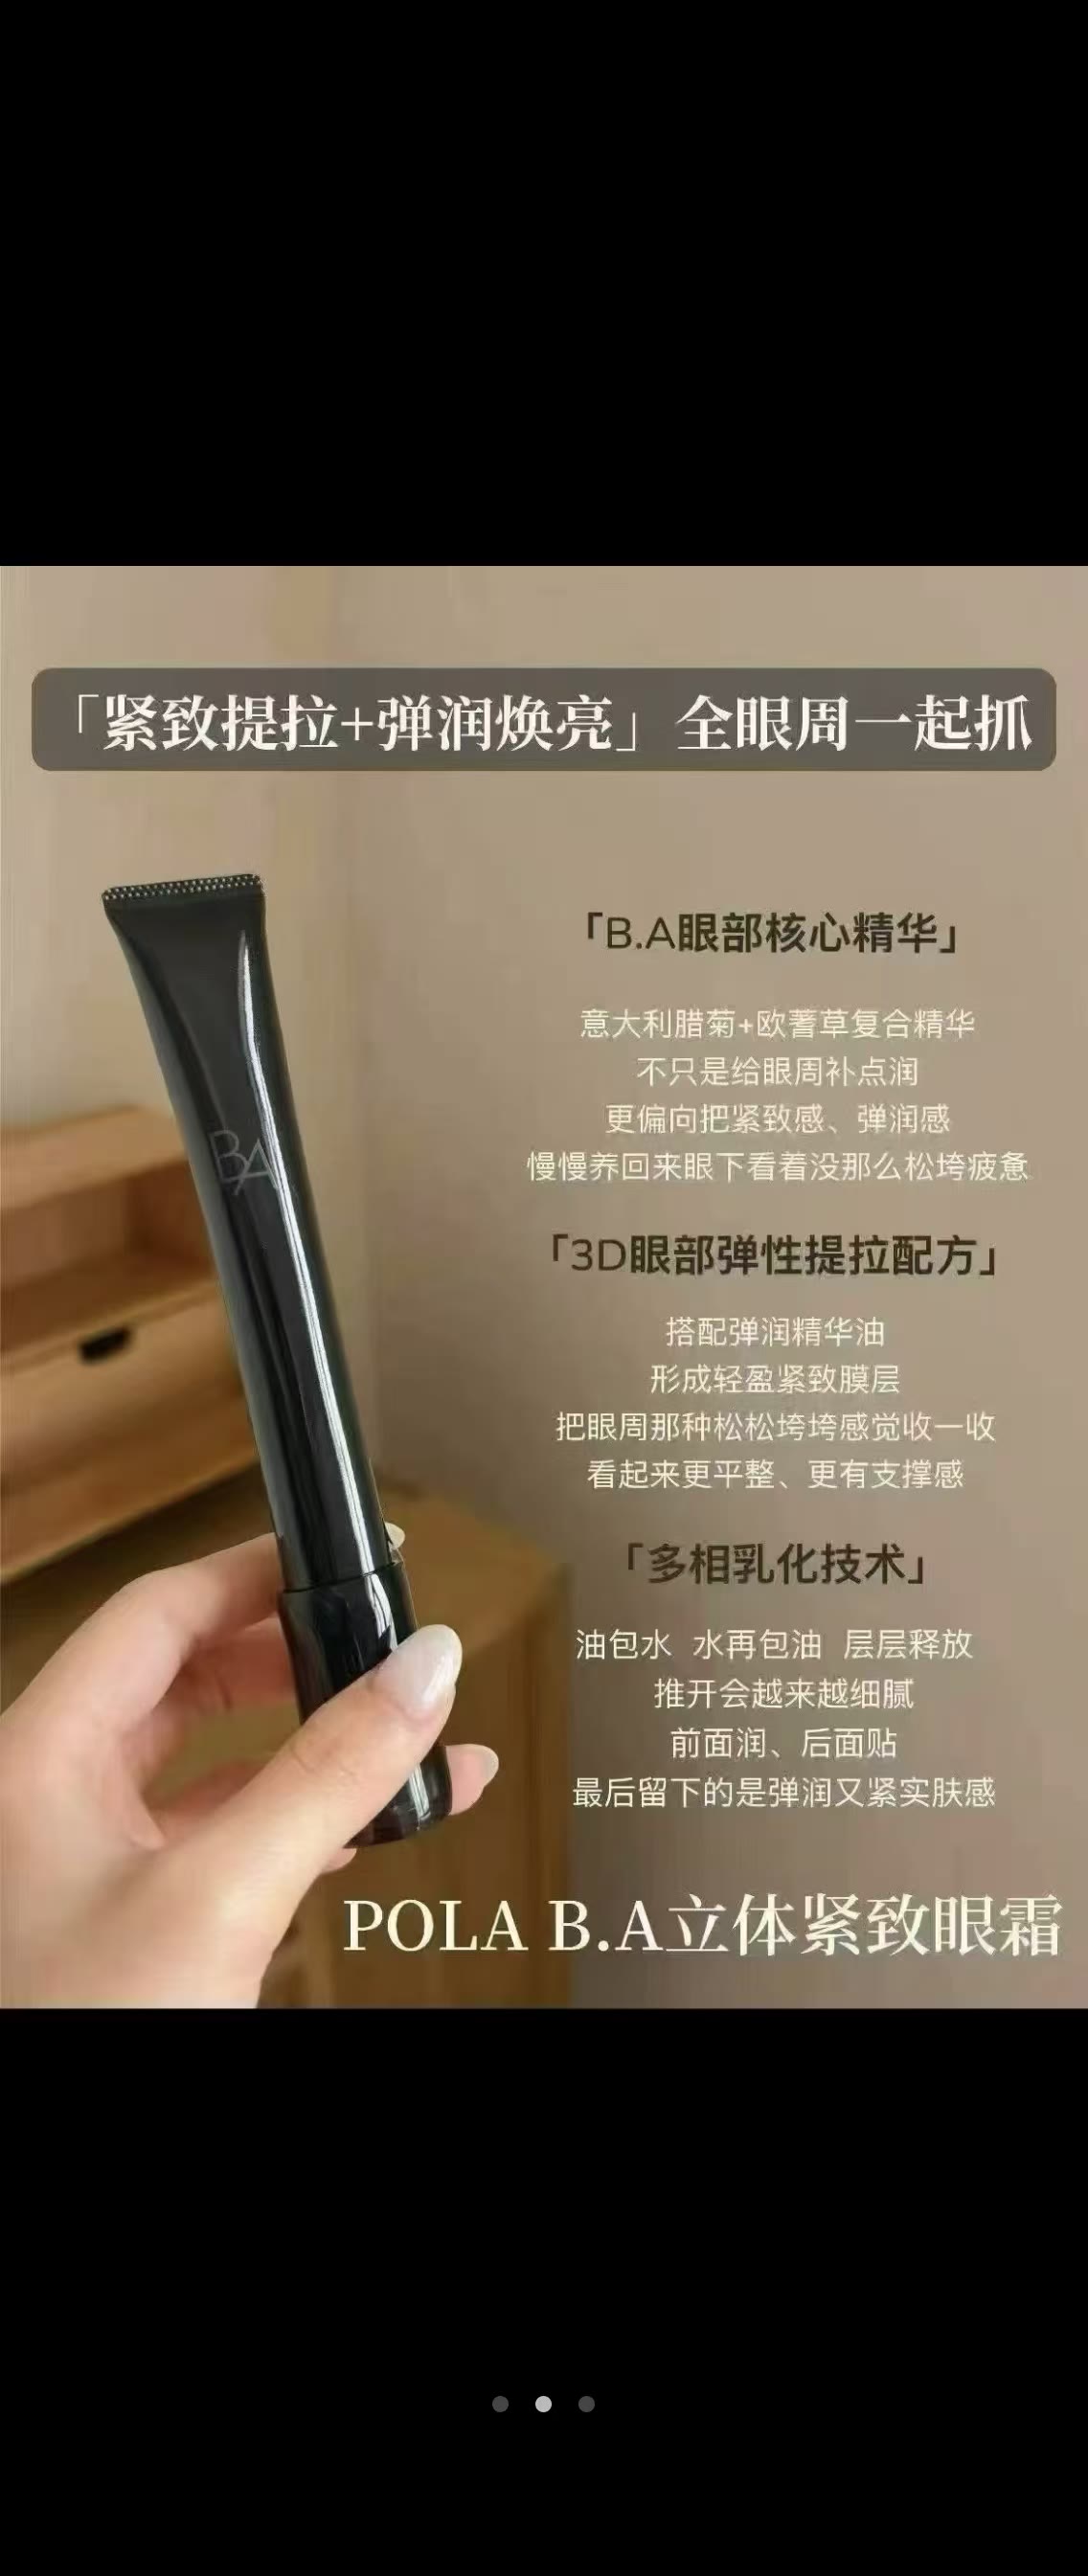 「紧致提拉+弹润焕亮」全眼周一起抓
「B.A眼部核心精华」
意大利腊菊+欧蓍草复合精华
不只是给眼周补点润
更偏向把紧致感、弹润感
慢慢养回来眼下看着没那么松垮疲惫
「3D眼部弹性提拉配方」
搭配弹润精华油
形成轻盈紧致膜层
把眼周那种松松垮垮感觉收一收
看起来更平整、更有支撑感
「多相乳化技术」
油包水 水再包油 层层释放
推开会越来越细腻
前面润、后面贴
最后留下的是弹润又紧实肤感
BA
POLA B.A立体紧致眼霜